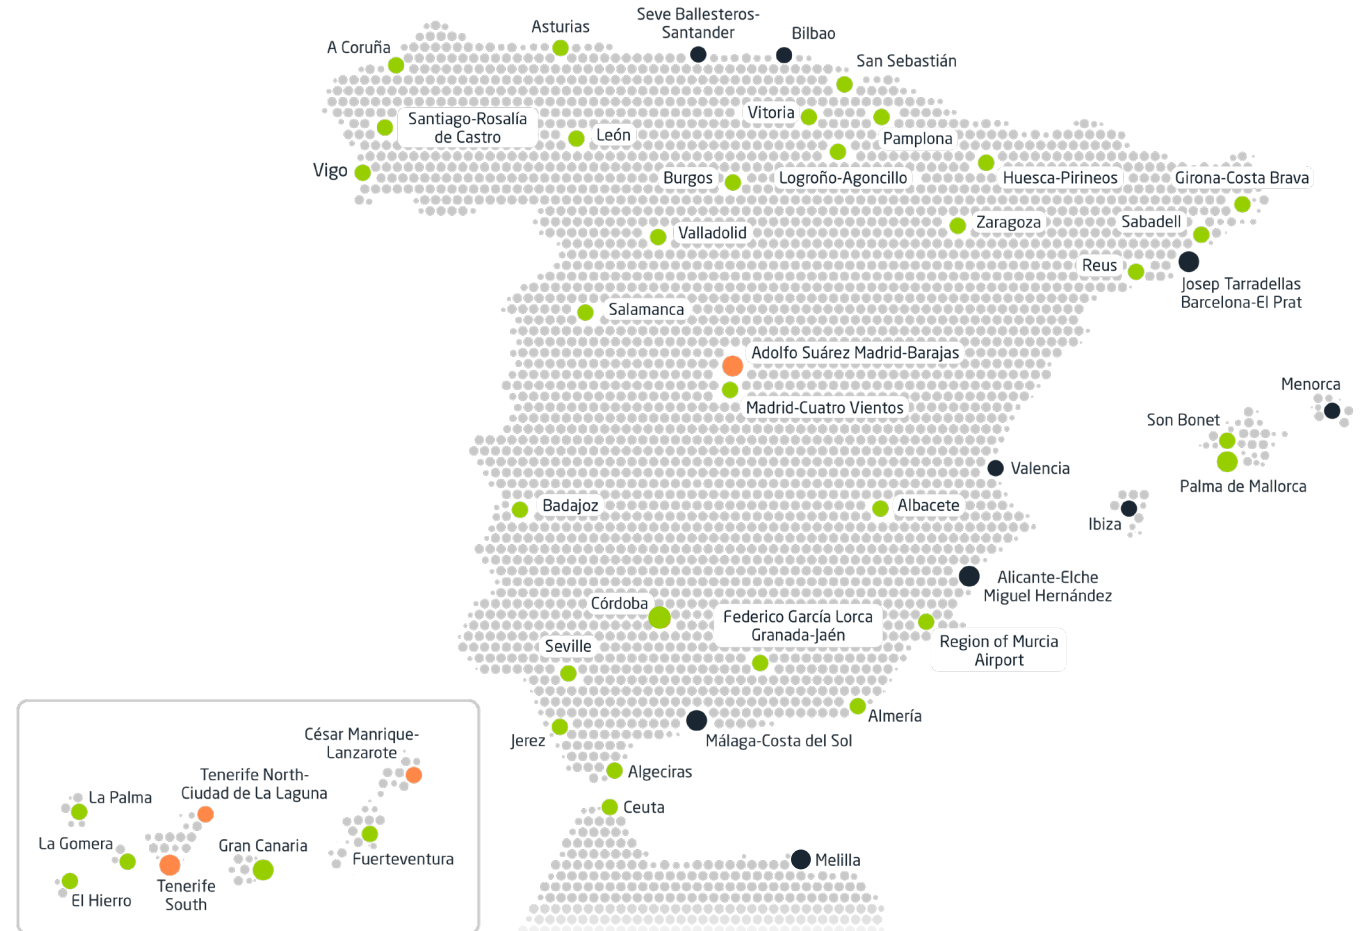 Seve Ballesteros-
Santander
Asturias
Bilbao
A Coruña
San Sebastián
Vitoria
Santiago-Rosalía
de Castro
León
Pamplona
Vigo
Burgos
Logroño-Agoncillo
Huesca-Pirineos
Girona-Costa Brava
Valladolid
Zaragoza
Sabadell
Reus
Josep Tarradellas
Barcelona-El Prat
Salamanca
Adolfo Suárez Madrid-Barajas
Madrid-Cuatro Vientos
Menorca
Son Bonet
Valencia
Palma de Mallorca
Badajoz
Albacete
Ibiza
Alicante-Elche
Miguel Hernández
Córdoba
Federico García Lorca
Granada-Jaén
Region of Murcia
Airport
Seville
Almería
Jerez
Málaga-Costa del Sol
Algeciras
Ceuta
Melilla
César Manrique-
Lanzarote
Tenerife North-
Ciudad de La Laguna
La Palma
La Gomera
Gran Canaria
Fuerteventura
Tenerife
South
El Hierro